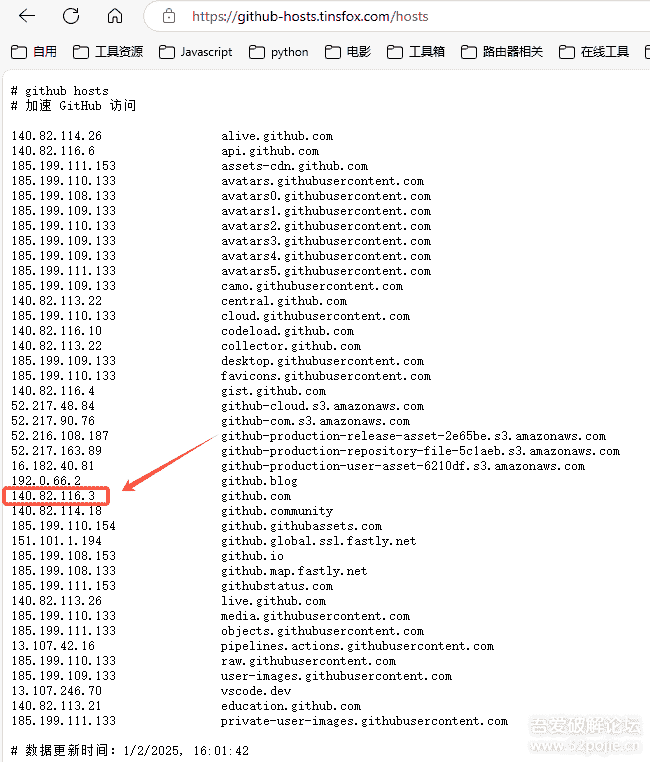 https://github-hosts.tinsfox.com/hosts
自用 工具资源 Javascript python 电影 工具箱 路由器相关 在线工具
# github hosts
# 加速 GitHub 访问
140.82.114.26 alive.github.com
140.82.116.6 api.github.com
185.199.111.153 assets-cdn.github.com
185.199.110.133 avatars.githubusercontent.com
185.199.108.133 avatars0.githubusercontent.com
185.199.109.133 avatars1.githubusercontent.com
185.199.110.133 avatars2.githubusercontent.com
185.199.109.133 avatars3.githubusercontent.com
185.199.109.133 avatars4.githubusercontent.com
185.199.111.133 avatars5.githubusercontent.com
185.199.109.133 camo.githubusercontent.com
140.82.113.22 central.github.com
185.199.110.133 cloud.githubusercontent.com
140.82.116.10 codeload.github.com
140.82.113.22 collector.github.com
185.199.109.133 desktop.githubusercontent.com
185.199.110.133 favicons.githubusercontent.com
140.82.116.4 gist.github.com
52.217.48.84 github-cloud.s3.amazonaws.com
52.217.90.76 github-com.s3.amazonaws.com
52.216.108.187 github-production-release-asset-2e65be.s3.amazonaws.com
52.217.163.89 github-production-repository-file-5c1aeb.s3.amazonaws.com
16.182.40.81 github-production-user-asset-6210df.s3.amazonaws.com
192.0.66.2 github.blog
140.82.116.3 github.com
140.82.114.18 github.community
185.199.110.154 github.githubassets.com
151.101.1.194 github.global.ssl.fastly.net
185.199.108.153 github.io
185.199.108.133 github.map.fastly.net
185.199.111.153 githubstatus.com
140.82.113.26 live.github.com
185.199.110.133 media.githubusercontent.com
185.199.111.133 objects.githubusercontent.com
13.107.42.16 pipelines.actions.githubusercontent.com
185.199.110.133 raw.githubusercontent.com
185.199.109.133 user-images.githubusercontent.com
13.107.246.70 vscode.dev
140.82.113.21 education.github.com
185.199.111.133 private-user-images.githubusercontent.com
# 数据更新时间：1/2/2025, 16:01:42
吾爱破解论坛
www.52pojie.cn